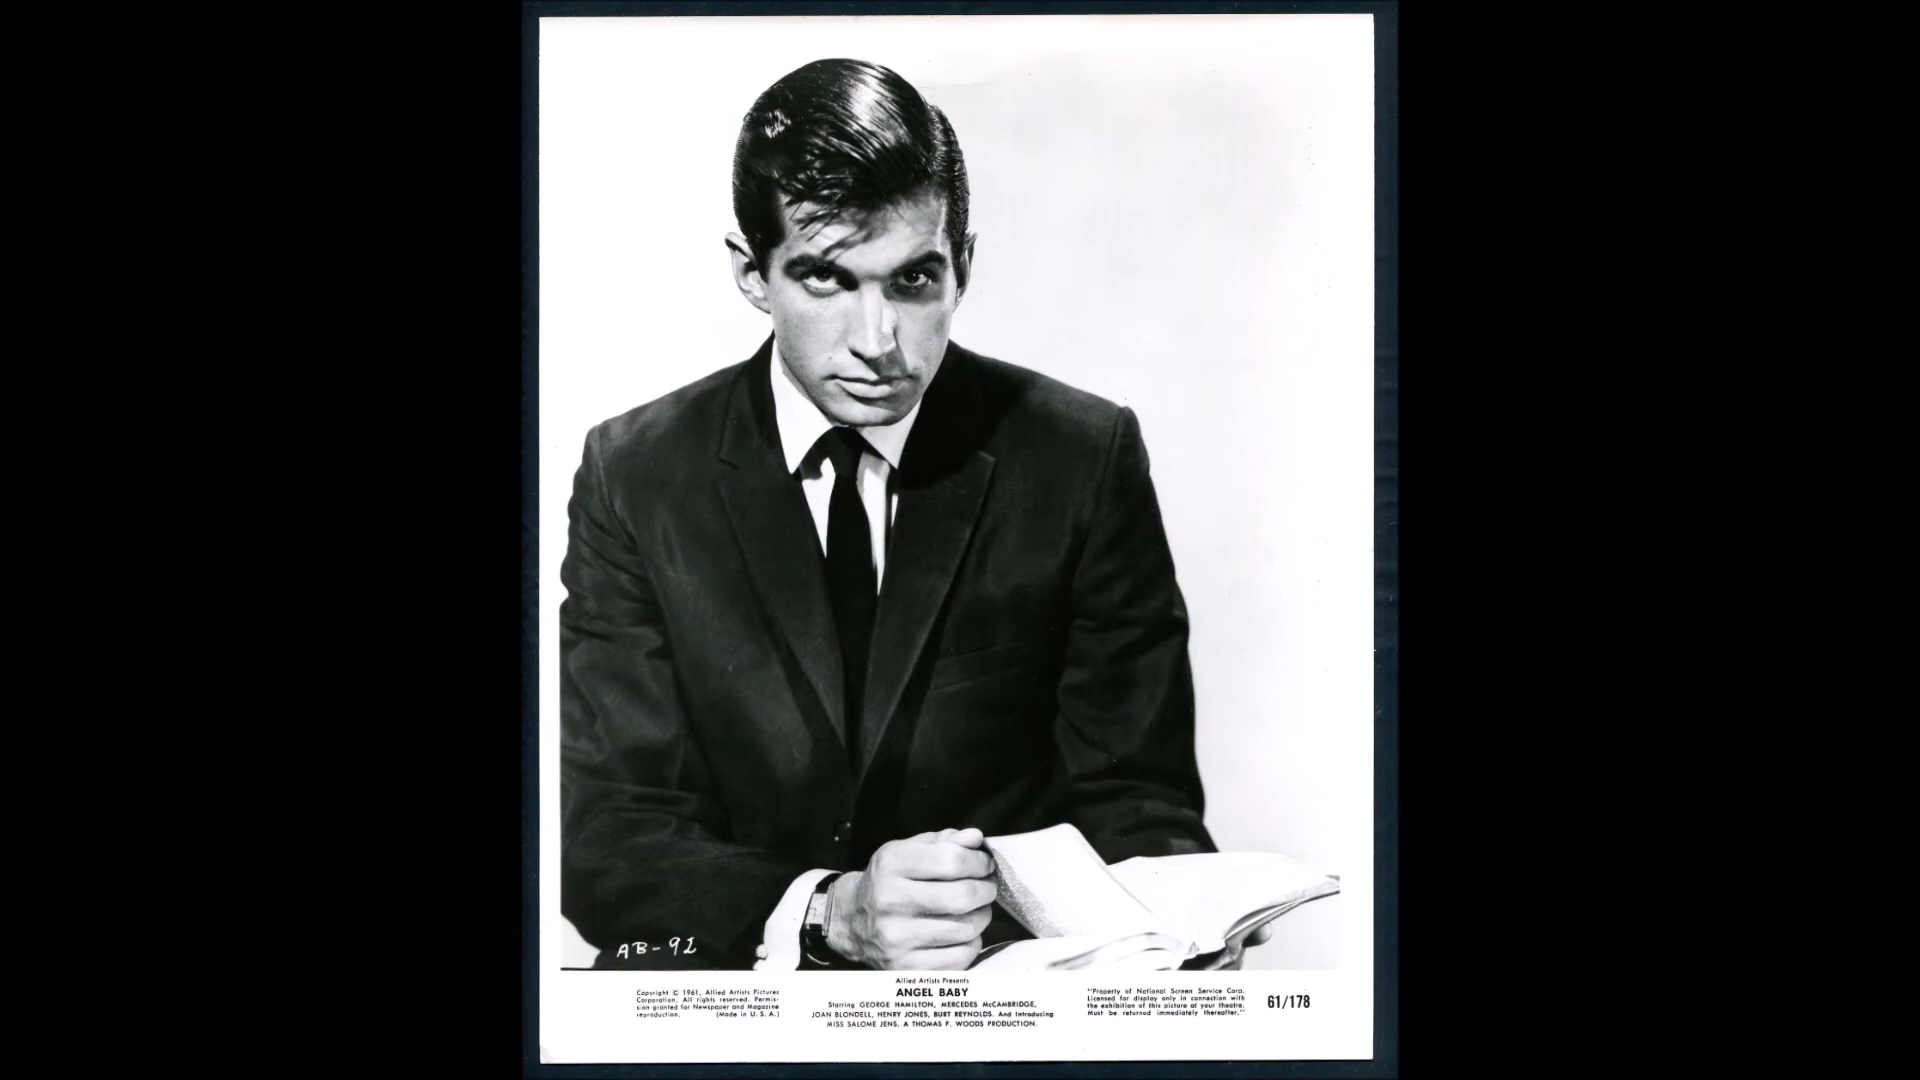 AB-92
Copyright © 1961, Allied Artists Pictures
Corporation. All rights reserved. Permis-
sion granted for Newspaper and Magazine
reproduction. (Made in U. S. A.)
Allied Artists Presents
ANGEL BABY
Starring GEORGE HAMILTON, MERCEDES McCAMBRIDGE,
JOAN BLONDELL, HENRY JONES, BURT REYNOLDS. And Introducing
MISS SALOME JENS. A THOMAS F. WOODS PRODUCTION.
"Property of National Screen Service Corp.
Licensed for display only in connection with
the exhibition of this picture at your theatre.
Must be returned immediately thereafter."
61/178